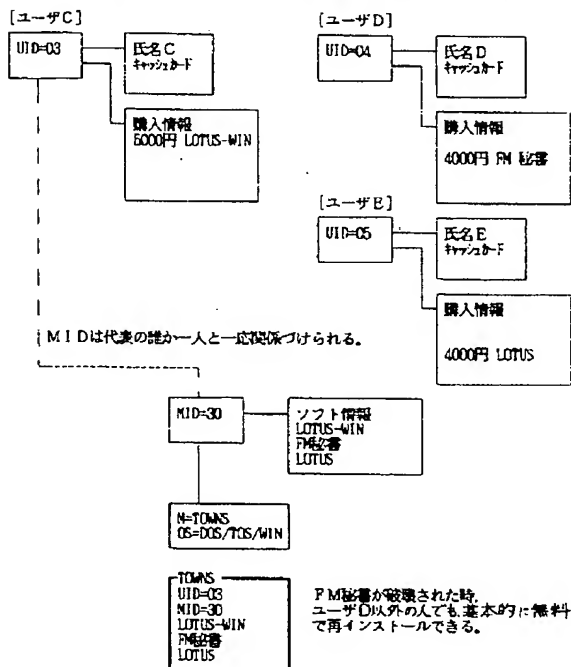 [ユーザC]
UID=03
氏名C
キャッシュカード
購入情報
5000円 LOTUS-WIN
[ユーザD]
UID=04
氏名D
キャッシュカード
購入情報
4000円 FM 秘書
[ユーザE]
UID=05
氏名E
キャッシュカード
購入情報
4000円 LOTUS
MIDは代表の誰か一人と一応関係づけられる。
MID=30
ソフト情報
LOTUS-WIN
FM秘書
LOTUS
M=TOWNS
OS=DOS/TOS/WIN
TOWNS
UID=03
MID=30
LOTUS-WIN
FM秘書
LOTUS
FM秘書が破壊された時、
ユーザD以外の人でも、基本的に無料
で再インストールできる。